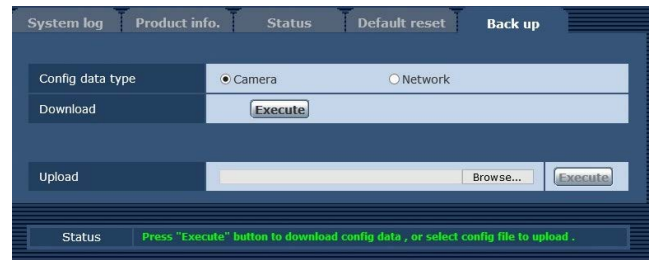 System log Product info. Status Default reset Back up
Config data type Camera Network
Download Execute
Upload Browse... Execute
Status Press "Execute" button to download config data , or select config file to upload .